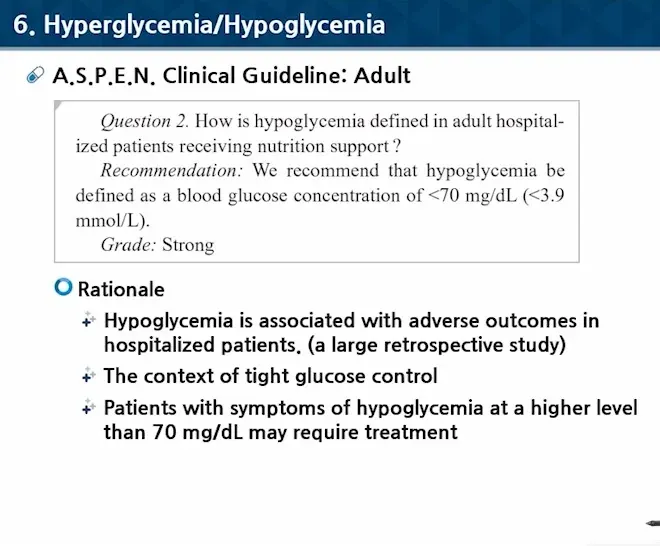 6. Hyperglycemia/Hypoglycemia
A.S.P.E.N. Clinical Guideline: Adult
Question 2. How is hypoglycemia defined in adult hospital-
ized patients receiving nutrition support ?
Recommendation: We recommend that hypoglycemia be
defined as a blood glucose concentration of <70 mg/dL (<3.9
mmol/L).
Grade: Strong
Rationale
Hypoglycemia is associated with adverse outcomes in
hospitalized patients. (a large retrospective study)
The context of tight glucose control
Patients with symptoms of hypoglycemia at a higher level
than 70 mg/dL may require treatment